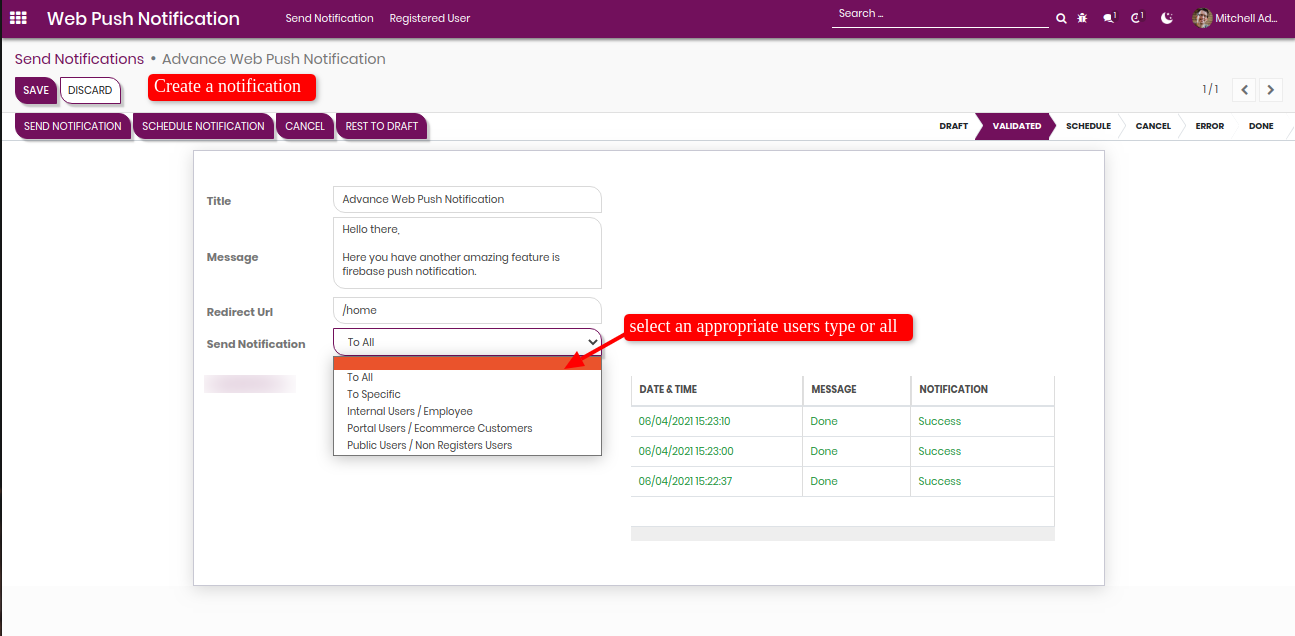 Web Push Notification Send Notification Registered User Search ... 1 1 Mitchell Ad...
Send Notifications • Advance Web Push Notification
SAVE DISCARD Create a notification 1 / 1
SEND NOTIFICATION SCHEDULE NOTIFICATION CANCEL REST TO DRAFT DRAFT VALIDATED SCHEDULE CANCEL ERROR DONE
Title Advance Web Push Notification
Message
Hello there,
Here you have another amazing feature is
firebase push notification.
Redirect Url /home
Send Notification To All
select an appropriate users type or all
To All
To Specific
Internal Users / Employee
Portal Users / Ecommerce Customers
Public Users / Non Registers Users
DATE & TIME MESSAGE NOTIFICATION
06/04/2021 15:23:10 Done Success
06/04/2021 15:23:00 Done Success
06/04/2021 15:22:37 Done Success